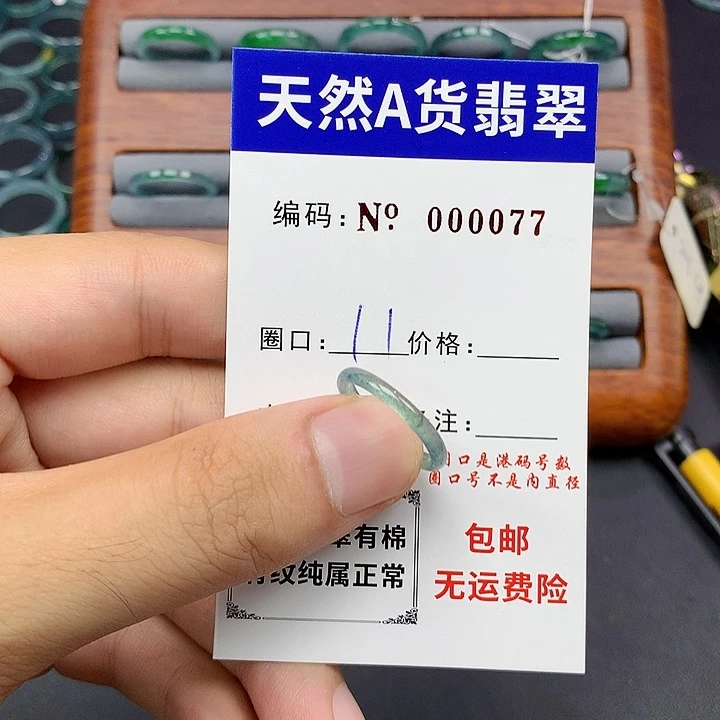 天然A货翡翠
编码：Nº 000077
圈口：11 价格：
注：
口是港码号数
圈口号不是内直径
有棉
纹纯属正常
包邮
无运费险